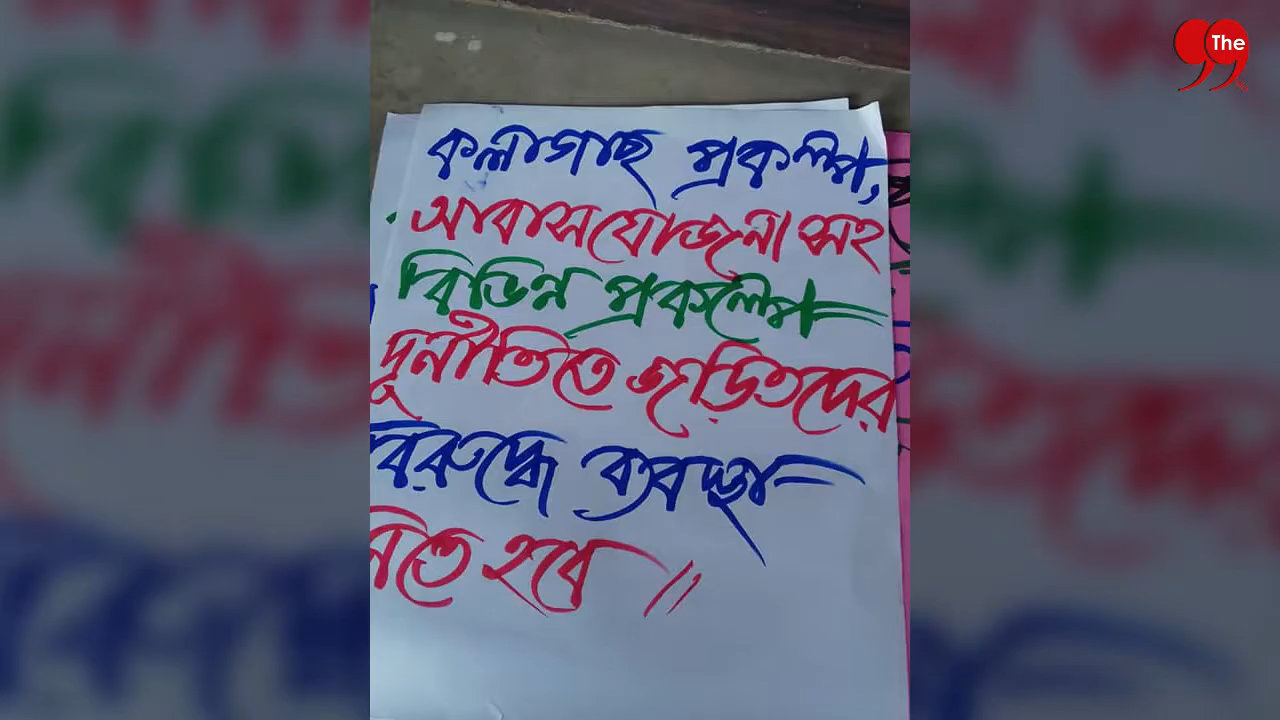 The
কলাগাছ প্রকল্প,
আবাসযোজনা সহ
বিভিন্ন প্রকল্পে
দুর্নীতিতে জড়িতদের
বিরুদ্ধে ব্যবস্থা
নিতে হবে ॥